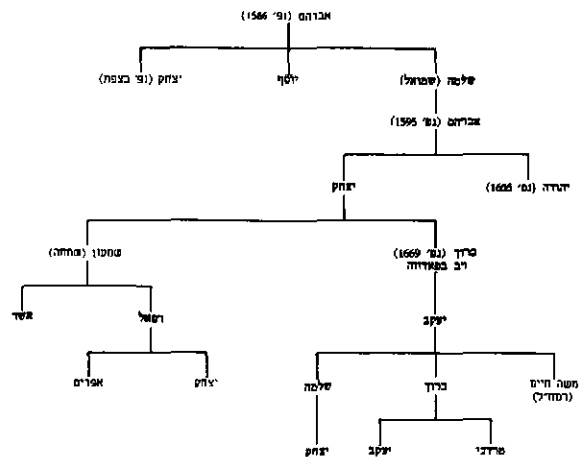 אברהם (נפ' 1586)
שלמה (שמואל) יוסף יצחק (נפ' בצפת)
אברהם (נפ' 1595)
יהודה (נפ' 1606) יצחק
ברוך (נפ' 1669) שמעון (שמחה)
רב בפאדווה
יעקב רפאל אשר
משה חיים ברוך שלמה יצחק אפרים
(רמח"ל)
מרדכי יעקב יצחק